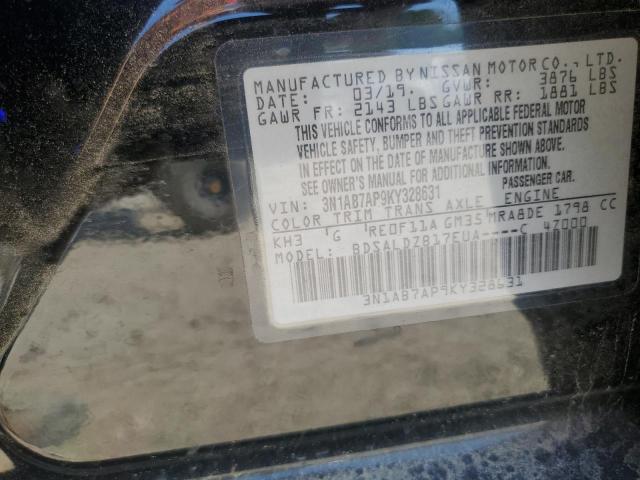 MANUFACTURED BY NISSAN MOTOR CO., LTD.
DATE: 03/19. GVWR: 3876 LBS
GAWR FR: 2143 LBS GAWR RR: 1881 LBS
THIS VEHICLE CONFORMS TO ALL APPLICABLE FEDERAL MOTOR
VEHICLE SAFETY, BUMPER AND THEFT PREVENTION STANDARDS
IN EFFECT ON THE DATE OF MANUFACTURE SHOWN ABOVE.
SEE OWNER'S MANUAL FOR ADDITIONAL INFORMATION.
VIN: 3N1AB7AP9KY328631 PASSENGER CAR.
COLOR TRIM TRANS AXLE ENGINE
KH3 'G 'RE0F11A GM35 'MRA8DE 1798 CC
MODEL: BDSALDZB17EUA----C 47000
3N1AB7AP9KY328631